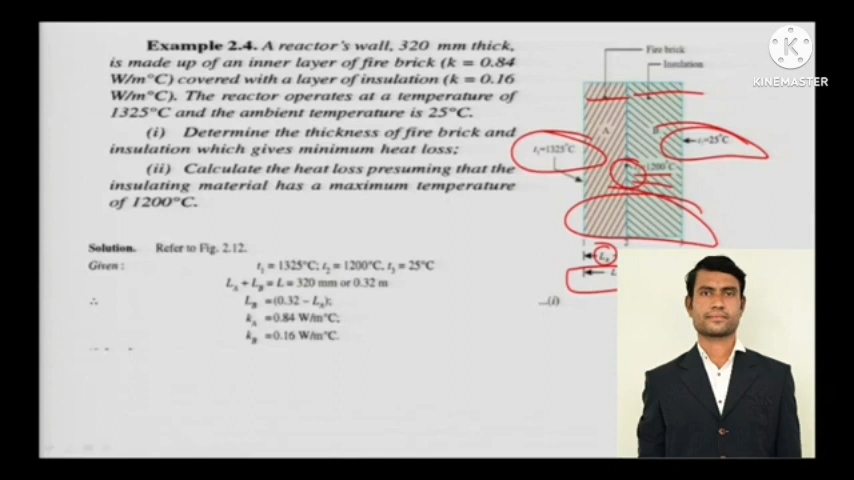 Example 2.4. A reactor's wall, 320 mm thick,
is made up of an inner layer of fire brick (k = 0.84
W/m°C) covered with a layer of insulation (k = 0.16
W/m°C). The reactor operates at a temperature of
1325°C and the ambient temperature is 25°C.
(i) Determine the thickness of fire brick and
insulation which gives minimum heat loss;
(ii) Calculate the heat loss presuming that the
insulating material has a maximum temperature
of 1200°C.
Solution. Refer to Fig. 2.12.
Given : t₁ = 1325°C; t₂ = 1200°C, t₃ = 25°C
L_A + L_B = L = 320 mm or 0.32 m
∴ L_B = (0.32 – L_A); ...(i)
k_A = 0.84 W/m°C;
k_B = 0.16 W/m°C.
Fire brick
Insulation
A
B
t₁=1325°C
=25°C
=1200°C
1
2
L_A
L
K
KINEMASTER